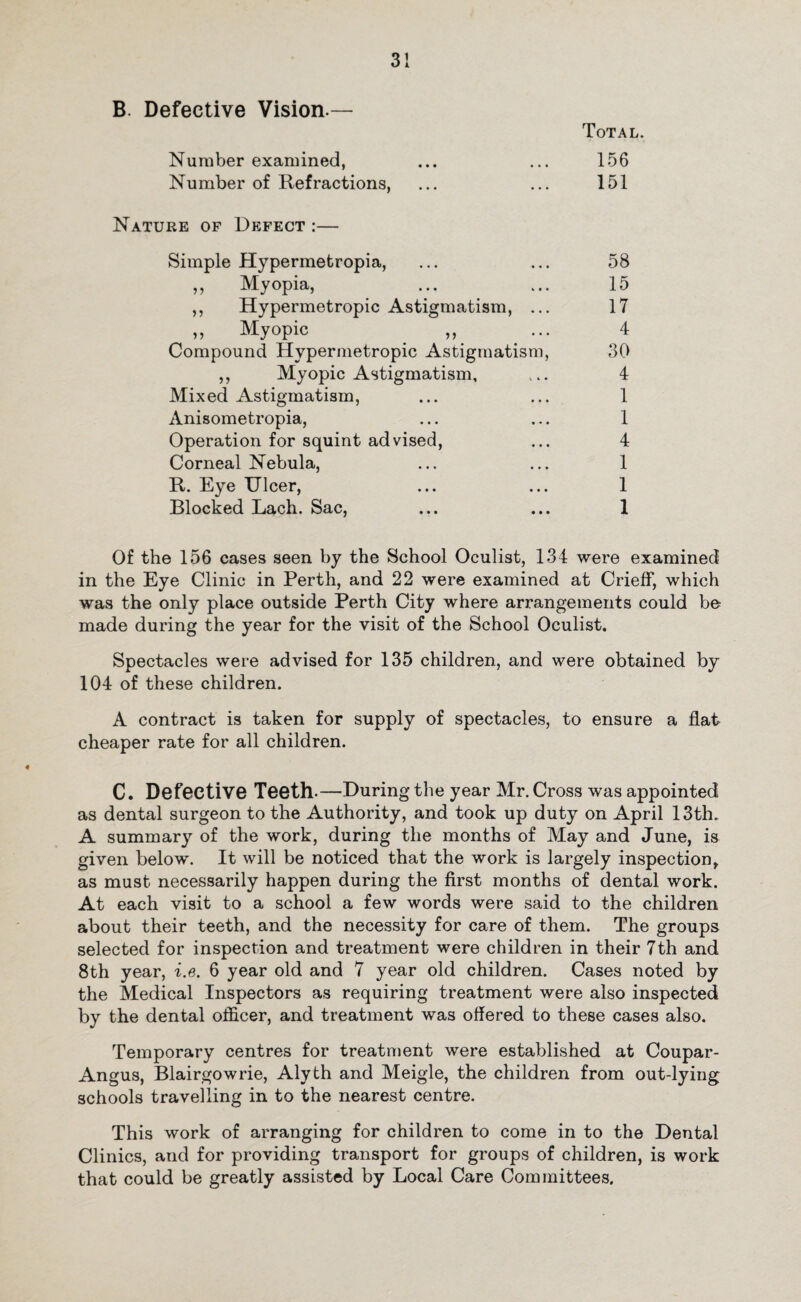 31
B. Defective Vision.—
Total.
Number examined, ... ... 156
Number of Refractions, ... ... 151
Nature of Defect :—
Simple Hypermetropia, ... ... 58
,, Myopia, ... ... 15
,, Hypermetropic Astigmatism, ... 17
,, Myopic ,, ... 4
Compound Hypermetropic Astigmatism, 30
,, Myopic Astigmatism, ... 4
Mixed Astigmatism, ... ... 1
Anisometropia, ... ... 1
Operation for squint advised, ... 4
Corneal Nebula, ... ... 1
R. Eye Ulcer, ... ... 1
Blocked Lach. Sac, ... ... 1
Of the 156 cases seen by the School Oculist, 134 were examined
in the Eye Clinic in Perth, and 22 were examined at Crieff, which
was the only place outside Perth City where arrangements could be
made during the year for the visit of the School Oculist.
Spectacles were advised for 135 children, and were obtained by
104 of these children.
A contract is taken for supply of spectacles, to ensure a flat
cheaper rate for all children.
C. Defective Teeth.—During the year Mr. Cross was appointed
as dental surgeon to the Authority, and took up duty on April 13th.
A summary of the work, during the months of May and June, is
given below. It will be noticed that the work is largely inspection,
as must necessarily happen during the first months of dental work.
At each visit to a school a few words were said to the children
about their teeth, and the necessity for care of them. The groups
selected for inspection and treatment were children in their 7th and
8th year, i.e. 6 year old and 7 year old children. Cases noted by
the Medical Inspectors as requiring treatment were also inspected
by the dental officer, and treatment was offered to these cases also.
Temporary centres for treatment were established at Coupar-
Angus, Blairgowrie, Alyth and Meigle, the children from out-lying
schools travelling in to the nearest centre.
This work of arranging for children to come in to the Dental
Clinics, and for providing transport for groups of children, is work
that could be greatly assisted by Local Care Committees.